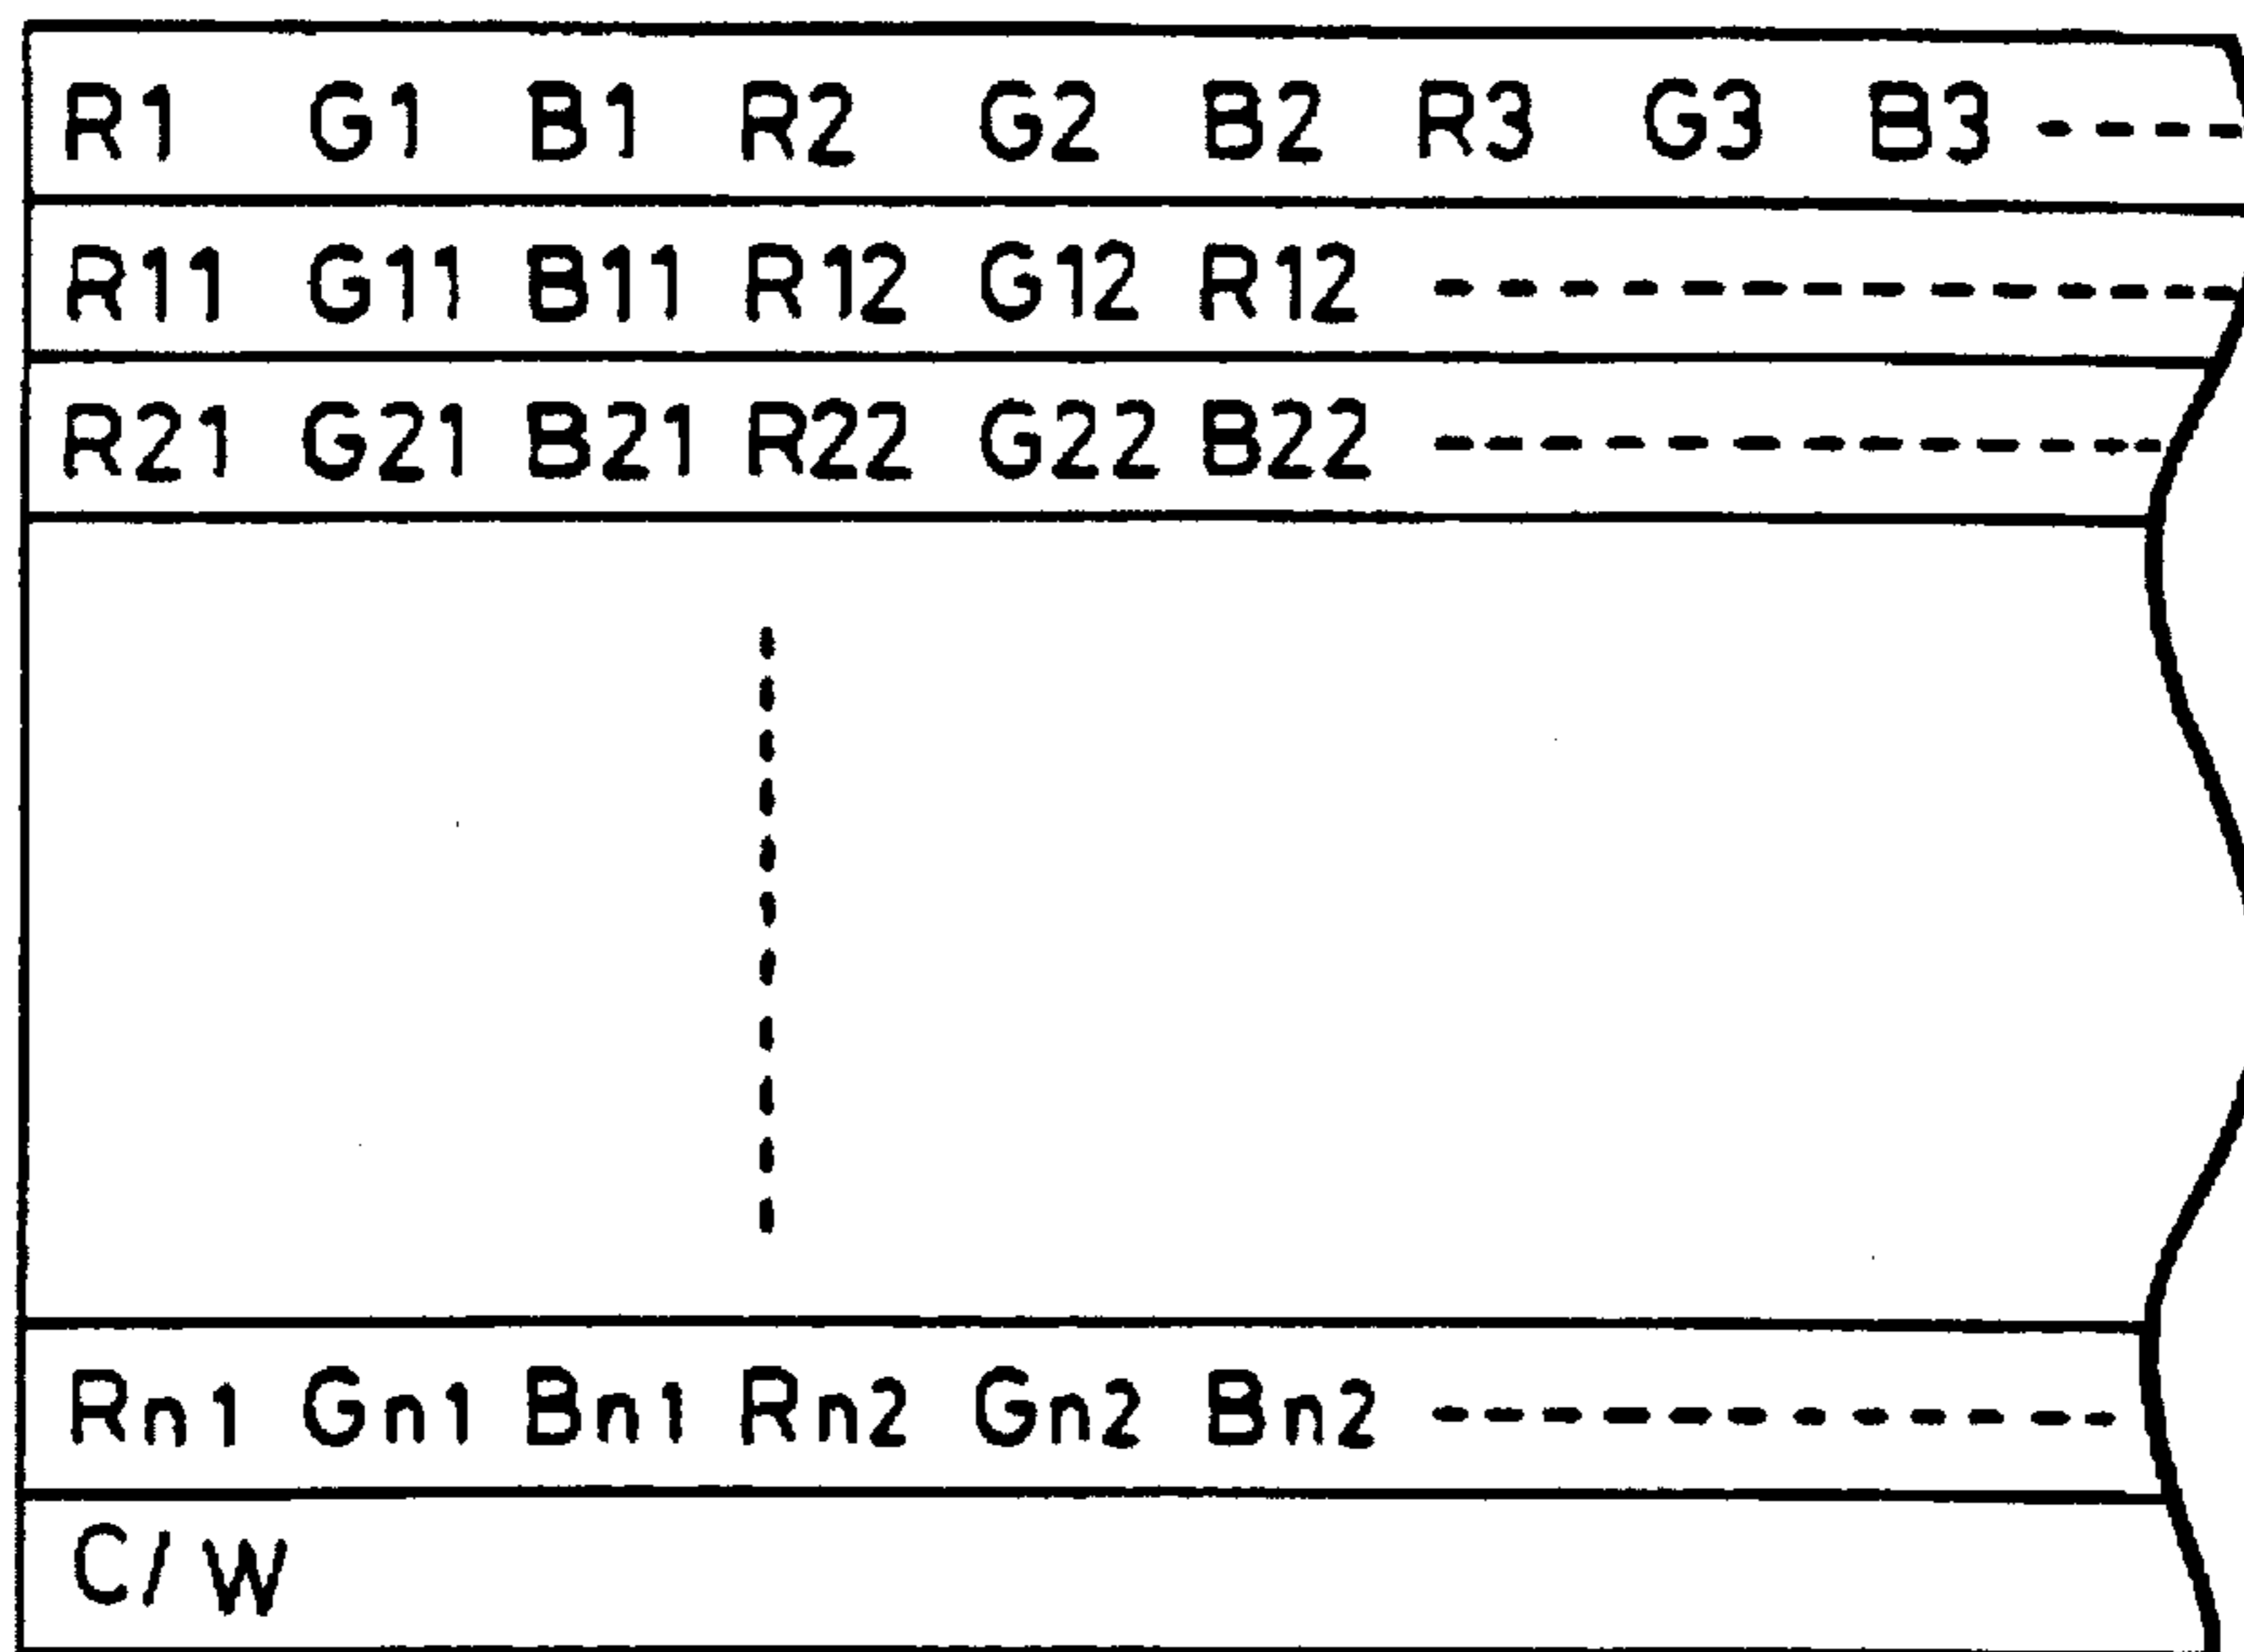 R1 G1 B1 R2 G2 B2 R3 G3 B3
R11 G11 B11 R12 G12 R12
R21 G21 B21 R22 G22 B22
Rn1 Gn1 Bn1 Rn2 Gn2 Bn2
C/W